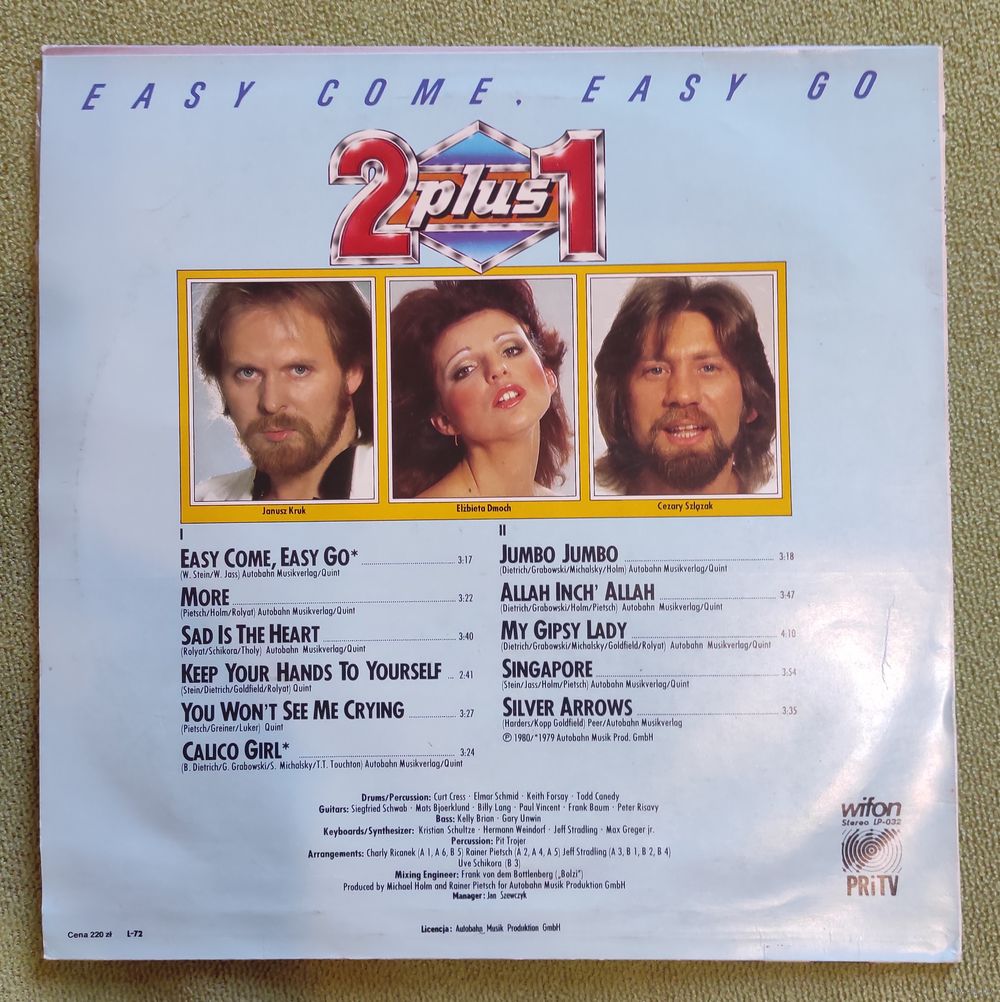 EASY COME, EASY GO
2 plus 1
Janusz Kruk
Elżbieta Dmoch
Cezary Szlązak
I
EASY COME, EASY GO* 3:17
(W. Stein/W. Jass) Autobahn Musikverlag/Quint
MORE 3:22
(Pietsch/Holm/Rolyat) Autobahn Musikverlag/Quint
SAD IS THE HEART 3:40
(Rolyat/Schikora/Tholy) Autobahn Musikverlag/Quint
KEEP YOUR HANDS TO YOURSELF 2:41
(Stein/Dietrich/Goldfield/Rolyat) Quint
YOU WON'T SEE ME CRYING 3:27
(Pietsch/Greiner/Luker) Quint
CALICO GIRL* 3:24
(B. Dietrich/G. Grabowski/S. Michalsky/T.T. Touchton) Autobahn Musikverlag/Quint
II
JUMBO JUMBO 3:18
(Dietrich/Grabowski/Michalsky/Holm) Autobahn Musikverlag/Quint
ALLAH INCH' ALLAH 3:47
(Dietrich/Grabowski/Holm/Pietsch) Autobahn Musikverlag/Quint
MY GIPSY LADY 4:10
(Dietrich/Grabowski/Michalsky/Goldfield/Rolyat) Autobahn Musikverlag/Quint
SINGAPORE 3:54
(Stein/Jass/Holm/Pietsch) Autobahn Musikverlag/Quint
SILVER ARROWS 3:35
(Harders/Kopp Goldfield) Peer/Autobahn Musikverlag
Ⓟ 1980/*1979 Autobahn Musik Prod. GmbH
Drums/Percussion: Curt Cress · Elmar Schmid · Keith Forsay · Todd Canedy
Guitars: Siegfried Schwab · Mats Bjoerklund · Billy Lang · Paul Vincent · Frank Baum · Peter Risavy
Bass: Kelly Brian · Gary Unwin
Keyboards/Synthesizer: Kristian Schultze · Hermann Weindorf · Jeff Stradling · Max Greger jr.
Percussion: Pit Trojer
Arrangements: Charly Ricanek (A 1, A 6, B 5) Rainer Pietsch (A 2, A 4, A 5) Jeff Stradling (A 3, B 1, B 2, B 4)
Uve Schikora (B 3)
Mixing Engineer: Frank von dem Bottlenberg („Bolzi")
Produced by Michael Holm and Rainer Pietsch for Autobahn Musik Produktion GmbH
Manager: Jan Szewczyk
Licencja: Autobahn Musik Produktion GmbH
Cena 220 zł L-72
wifon
Stereo LP-032
PRiTV